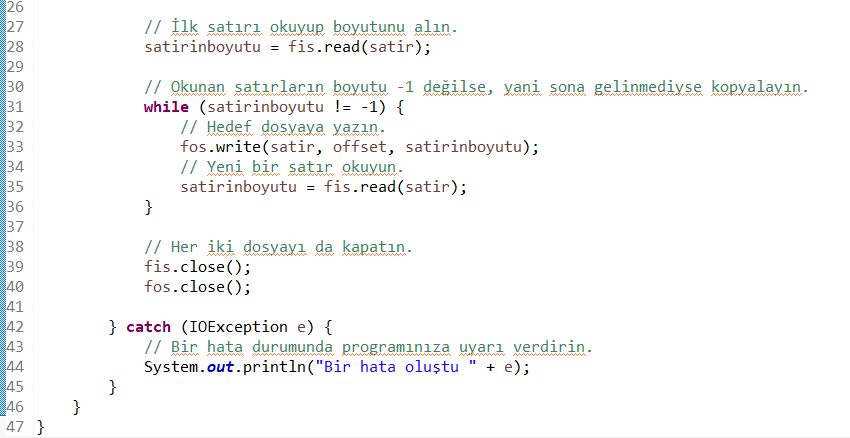 26
27 // İlk satırı okuyup boyutunu alın.
28 satirinboyutu = fis.read(satir);
29
30 // Okunan satırların boyutu -1 değilse, yani sona gelinmediyse kopyalayın.
31 while (satirinboyutu != -1) {
32 // Hedef dosyaya yazın.
33 fos.write(satir, offset, satirinboyutu);
34 // Yeni bir satır okuyun.
35 satirinboyutu = fis.read(satir);
36 }
37
38 // Her iki dosyayı da kapatın.
39 fis.close();
40 fos.close();
41
42 } catch (IOException e) {
43 // Bir hata durumunda programınıza uyarı verdirin.
44 System.out.println("Bir hata oluştu " + e);
45 }
46 }
47 }